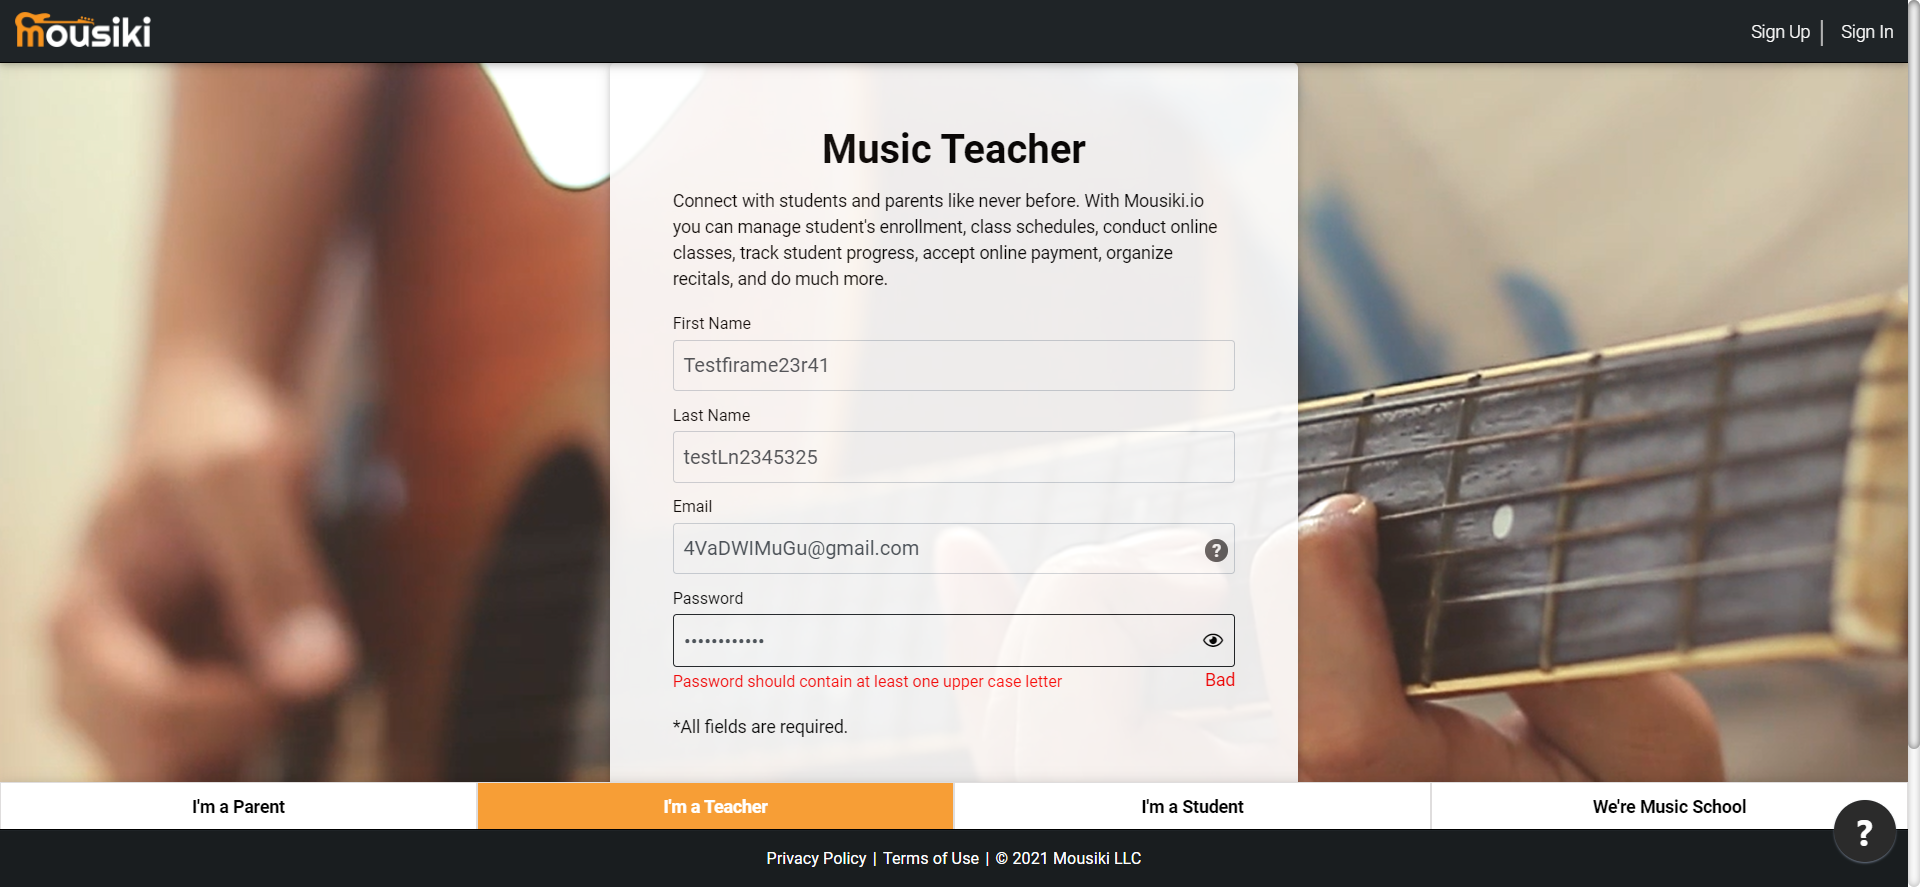 mousiki
Sign Up | Sign In
Music Teacher
Connect with students and parents like never before. With Mousiki.io
you can manage student's enrollment, class schedules, conduct online
classes, track student progress, accept online payment, organize
recitals, and do much more.
First Name
Testfirame23r41
Last Name
testLn2345325
Email
4VaDWIMuGu@gmail.com
?
Password
••••••••••••
Password should contain at least one upper case letter
Bad
*All fields are required.
I'm a Parent
I'm a Teacher
I'm a Student
We're Music School
?
Privacy Policy | Terms of Use | © 2021 Mousiki LLC